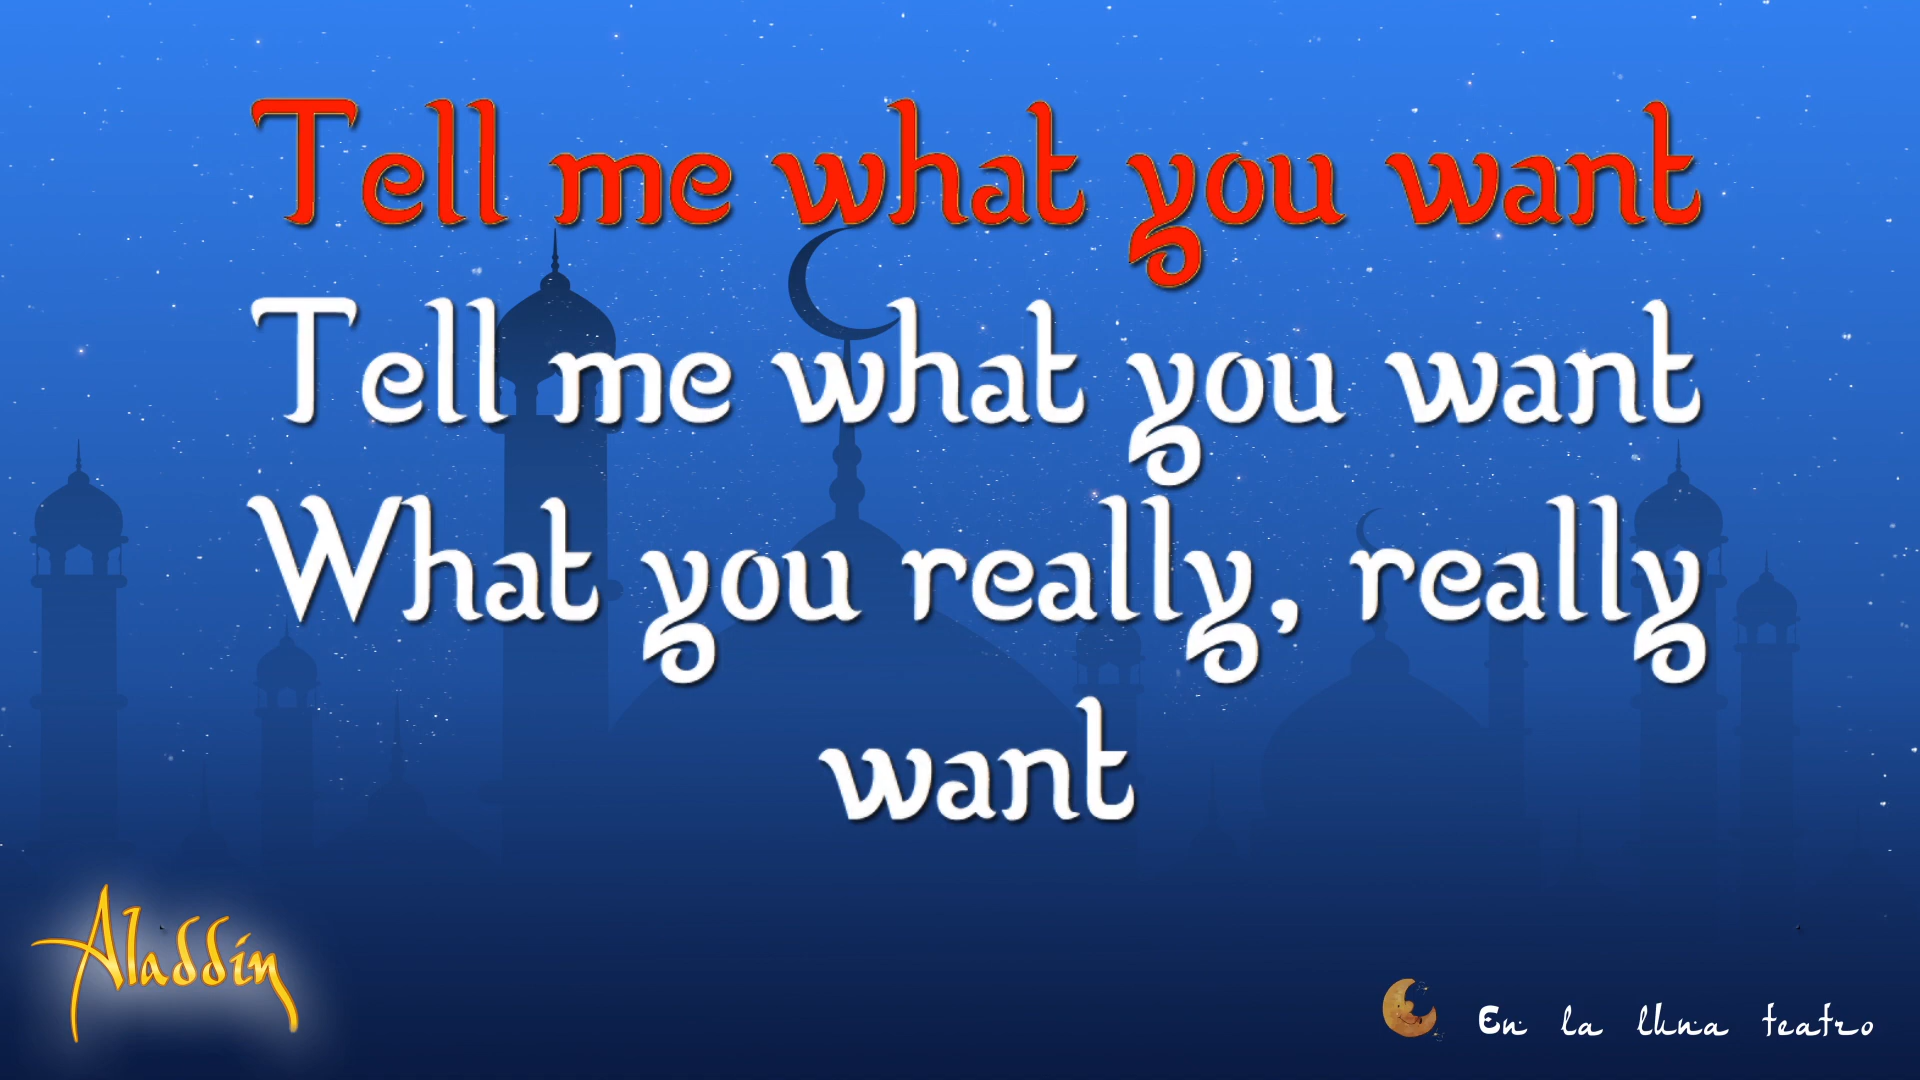 Tell me what you want
Tell me what you want
What you really, really
want
Aladdin
En la lluna teatro